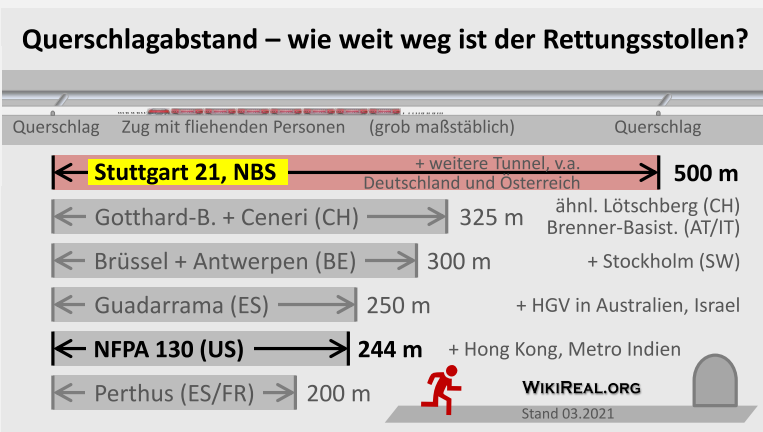 Querschlagabstand – wie weit weg ist der Rettungsstollen?
Querschlag Zug mit fliehenden Personen (grob maßstäblich) Querschlag
Stuttgart 21, NBS + weitere Tunnel, v.a. Deutschland und Österreich 500 m
Gotthard-B. + Ceneri (CH) 325 m ähnl. Lötschberg (CH)
Brenner-Basist. (AT/IT)
Brüssel + Antwerpen (BE) 300 m + Stockholm (SW)
Guadarrama (ES) 250 m + HGV in Australien, Israel
NFPA 130 (US) 244 m + Hong Kong, Metro Indien
Perthus (ES/FR) 200 m
WikiReal.org
Stand 03.2021